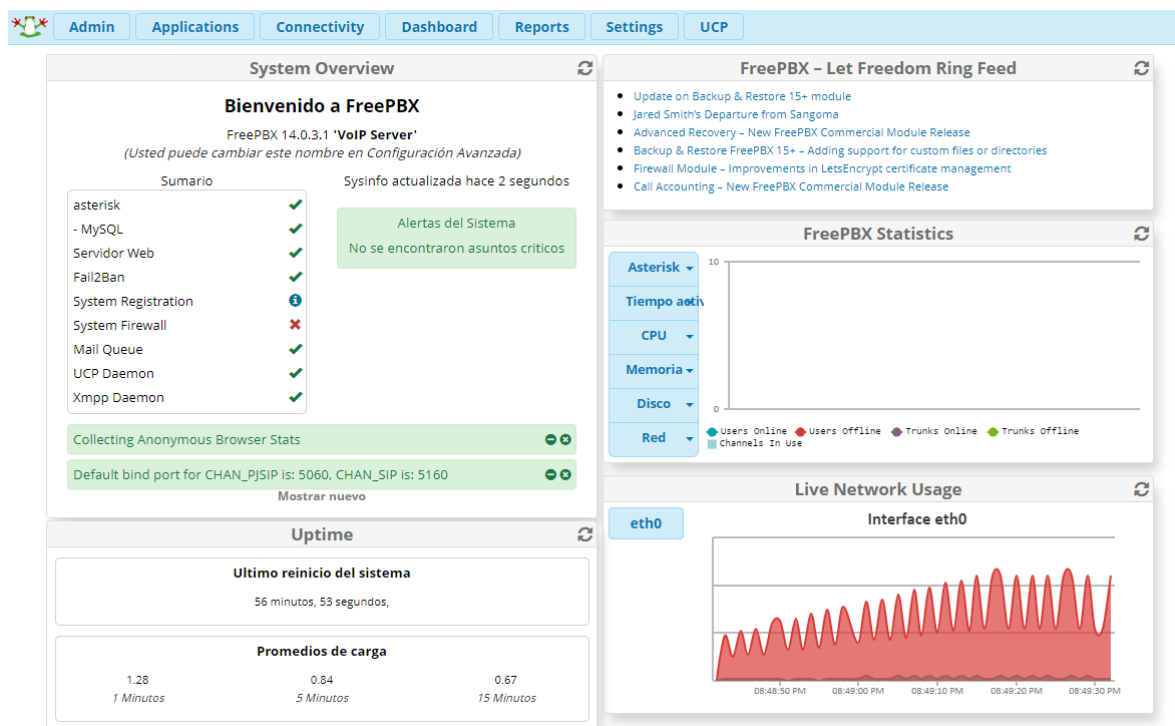 Admin Applications Connectivity Dashboard Reports Settings UCP
System Overview
Bienvenido a FreePBX
FreePBX 14.0.3.1 'VoIP Server'
(Usted puede cambiar este nombre en Configuración Avanzada)
Sumario
asterisk
- MySQL
Servidor Web
Fail2Ban
System Registration
System Firewall
Mail Queue
UCP Daemon
Xmpp Daemon
Sysinfo actualizada hace 2 segundos
Alertas del Sistema
No se encontraron asuntos criticos
Collecting Anonymous Browser Stats
Default bind port for CHAN_PJSIP is: 5060, CHAN_SIP is: 5160
Mostrar nuevo
Uptime
Ultimo reinicio del sistema
56 minutos, 53 segundos,
Promedios de carga
1.28 0.84 0.67
1 Minutos 5 Minutos 15 Minutos
FreePBX – Let Freedom Ring Feed
Update on Backup & Restore 15+ module
Jared Smith's Departure from Sangoma
Advanced Recovery – New FreePBX Commercial Module Release
Backup & Restore FreePBX 15+ – Adding support for custom files or directories
Firewall Module – Improvements in LetsEncrypt certificate management
Call Accounting – New FreePBX Commercial Module Release
FreePBX Statistics
Asterisk
Tiempo activ
CPU
Memoria
Disco
Red
10
0
Users Online Users Offline Trunks Online Trunks Offline
Channels In Use
Live Network Usage
eth0
Interface eth0
08:48:50 PM 08:49:00 PM 08:49:10 PM 08:49:20 PM 08:49:30 PM